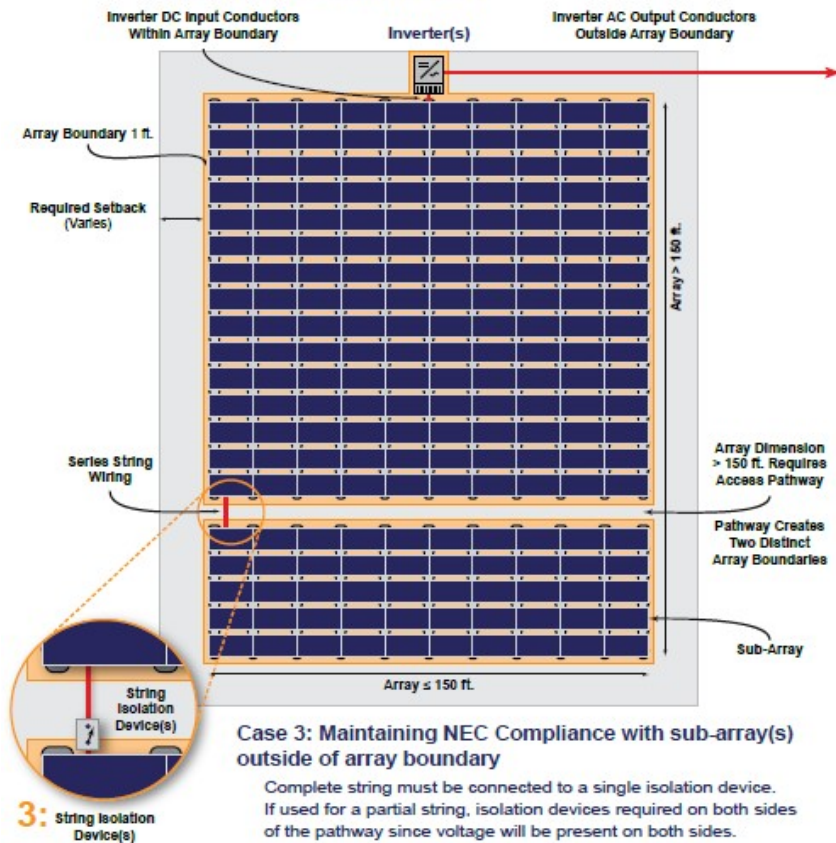 Inverter DC Input Conductors
Within Array Boundary
Inverter(s)
Inverter AC Output Conductors
Outside Array Boundary
Array Boundary 1 ft.
Required Setback
(Varies)
Array > 150 ft.
Series String
Wiring
Array Dimension
> 150 ft. Requires
Access Pathway
Pathway Creates
Two Distinct
Array Boundaries
Sub-Array
Array ≤ 150 ft.
String
Isolation
Device(s)
3: String Isolation
Device(s)
Case 3: Maintaining NEC Compliance with sub-array(s)
outside of array boundary
Complete string must be connected to a single isolation device.
If used for a partial string, isolation devices required on both sides
of the pathway since voltage will be present on both sides.